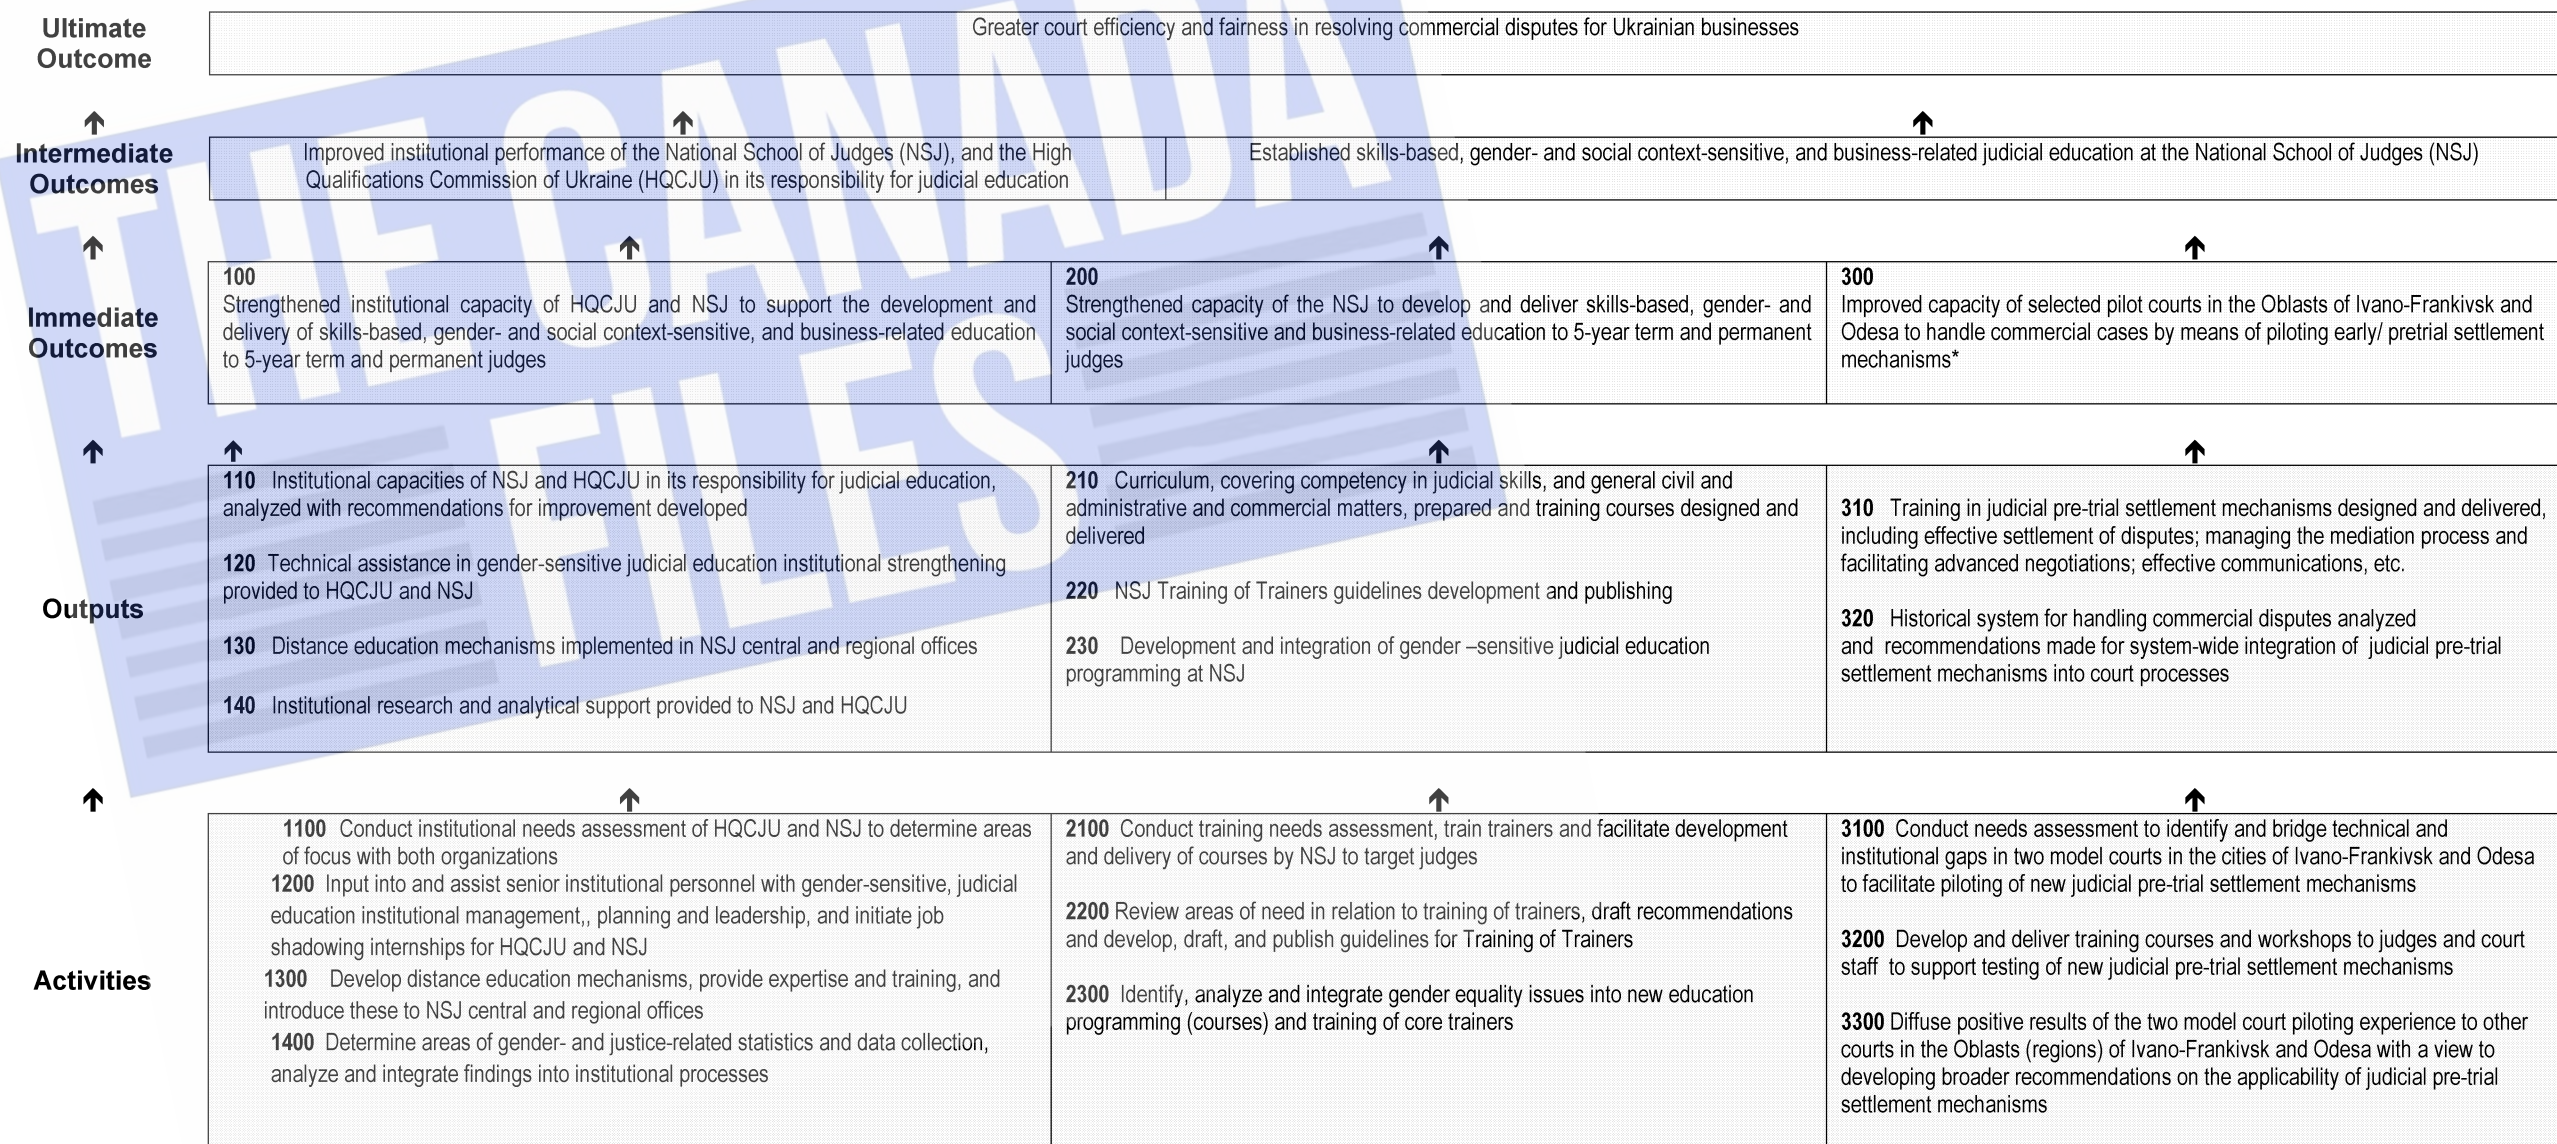 Ultimate
Outcome
Greater court efficiency and fairness in resolving commercial disputes for Ukrainian businesses
Intermediate
Outcomes
Improved institutional performance of the National School of Judges (NSJ), and the High
Qualifications Commission of Ukraine (HQCJU) in its responsibility for judicial education
Established skills-based, gender- and social context-sensitive, and business-related judicial education at the National School of Judges (NSJ)
Immediate
Outcomes
100
Strengthened institutional capacity of HQCJU and NSJ to support the development and
delivery of skills-based, gender- and social context-sensitive, and business-related education
to 5-year term and permanent judges
200
Strengthened capacity of the NSJ to develop and deliver skills-based, gender- and
social context-sensitive and business-related education to 5-year term and permanent
judges
300
Improved capacity of selected pilot courts in the Oblasts of Ivano-Frankivsk and
Odesa to handle commercial cases by means of piloting early/ pretrial settlement
mechanisms*
Outputs
110 Institutional capacities of NSJ and HQCJU in its responsibility for judicial education,
analyzed with recommendations for improvement developed
120 Technical assistance in gender-sensitive judicial education institutional strengthening
provided to HQCJU and NSJ
130 Distance education mechanisms implemented in NSJ central and regional offices
140 Institutional research and analytical support provided to NSJ and HQCJU
210 Curriculum, covering competency in judicial skills, and general civil and
administrative and commercial matters, prepared and training courses designed and
delivered
220 NSJ Training of Trainers guidelines development and publishing
230 Development and integration of gender –sensitive judicial education
programming at NSJ
310 Training in judicial pre-trial settlement mechanisms designed and delivered,
including effective settlement of disputes; managing the mediation process and
facilitating advanced negotiations; effective communications, etc.
320 Historical system for handling commercial disputes analyzed
and recommendations made for system-wide integration of judicial pre-trial
settlement mechanisms into court processes
Activities
1100 Conduct institutional needs assessment of HQCJU and NSJ to determine areas
of focus with both organizations
1200 Input into and assist senior institutional personnel with gender-sensitive, judicial
education institutional management,, planning and leadership, and initiate job
shadowing internships for HQCJU and NSJ
1300 Develop distance education mechanisms, provide expertise and training, and
introduce these to NSJ central and regional offices
1400 Determine areas of gender- and justice-related statistics and data collection,
analyze and integrate findings into institutional processes
2100 Conduct training needs assessment, train trainers and facilitate development
and delivery of courses by NSJ to target judges
2200 Review areas of need in relation to training of trainers, draft recommendations
and develop, draft, and publish guidelines for Training of Trainers
2300 Identify, analyze and integrate gender equality issues into new education
programming (courses) and training of core trainers
3100 Conduct needs assessment to identify and bridge technical and
institutional gaps in two model courts in the cities of Ivano-Frankivsk and Odesa
to facilitate piloting of new judicial pre-trial settlement mechanisms
3200 Develop and deliver training courses and workshops to judges and court
staff to support testing of new judicial pre-trial settlement mechanisms
3300 Diffuse positive results of the two model court piloting experience to other
courts in the Oblasts (regions) of Ivano-Frankivsk and Odesa with a view to
developing broader recommendations on the applicability of judicial pre-trial
settlement mechanisms
THE CANADA
FILES